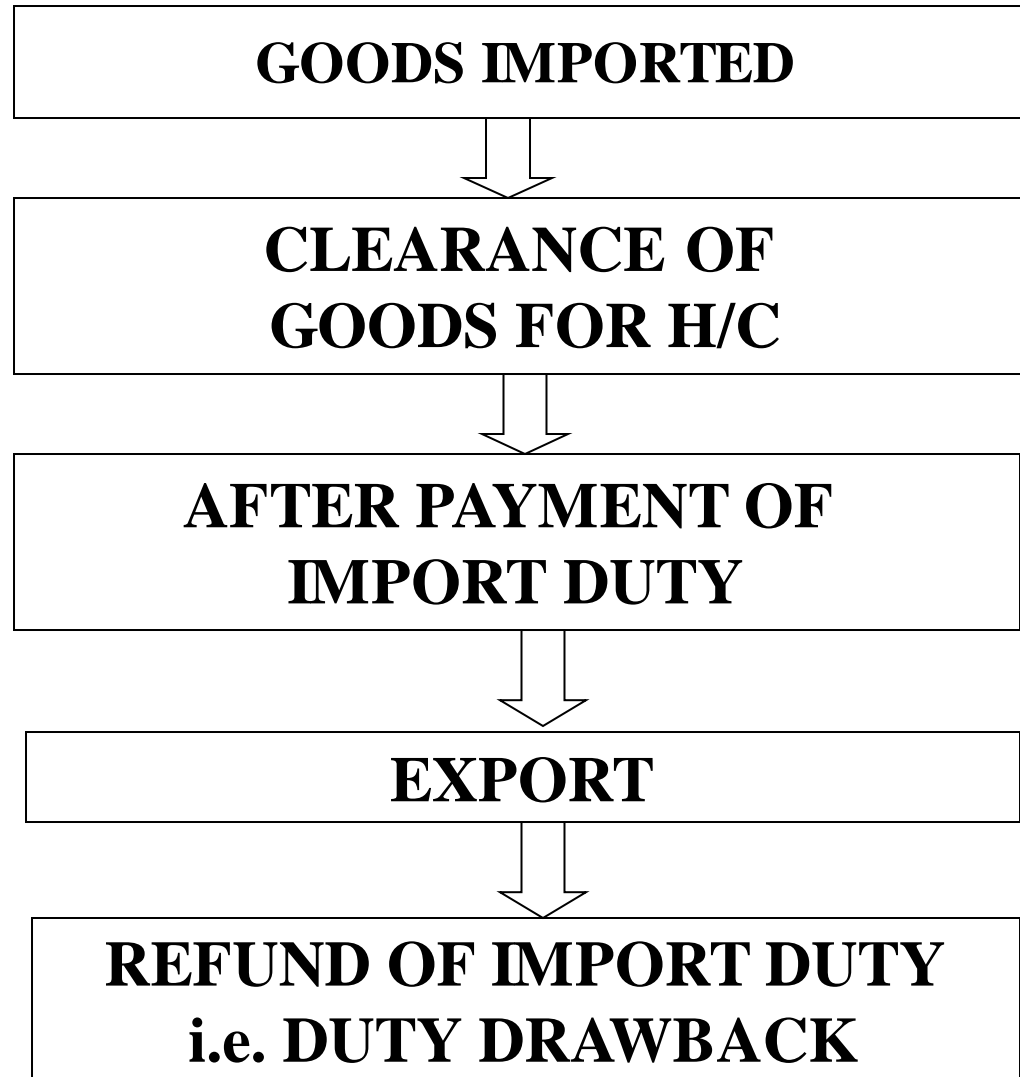 GOODS IMPORTED
CLEARANCE OF
GOODS FOR H/C
AFTER PAYMENT OF
IMPORT DUTY
EXPORT
REFUND OF IMPORT DUTY
i.e. DUTY DRAWBACK